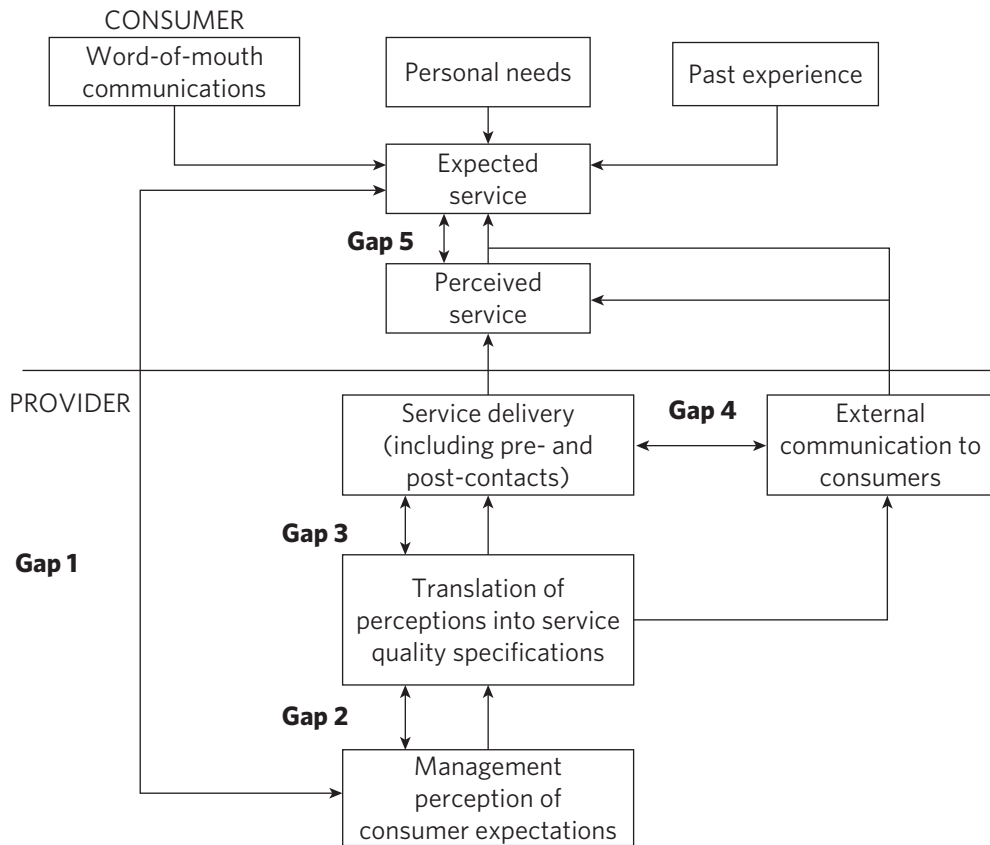 CONSUMER
Word-of-mouth
communications
Personal needs
Past experience
Expected
service
Gap 5
Perceived
service
PROVIDER
Service delivery
(including pre- and
post-contacts)
Gap 4
External
communication to
consumers
Gap 3
Gap 1
Translation of
perceptions into service
quality specifications
Gap 2
Management
perception of
consumer expectations